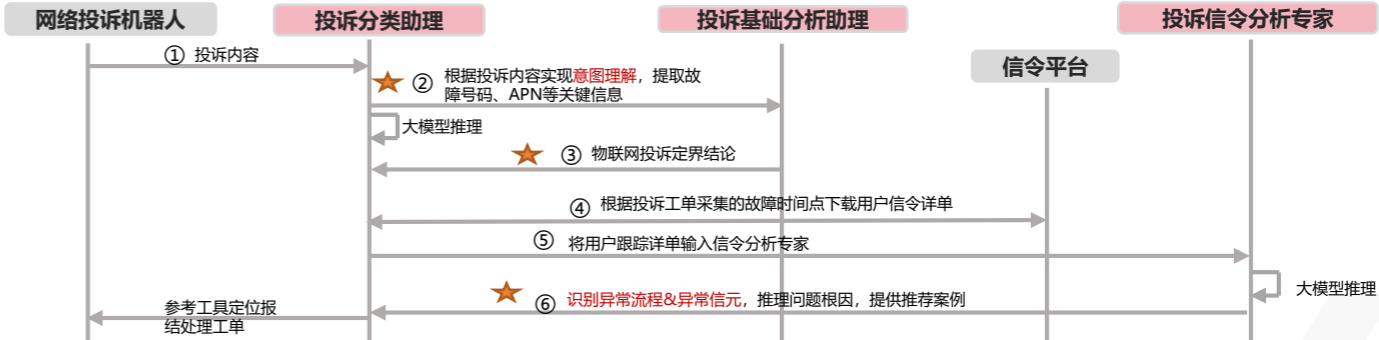 网络投诉机器人
投诉分类助理
投诉基础分析助理
投诉信令分析专家
信令平台
① 投诉内容
② 根据投诉内容实现意图理解，提取故
障号码、APN等关键信息
大模型推理
③ 物联网投诉定界结论
④ 根据投诉工单采集的故障时间点下载用户信令详单
⑤ 将用户跟踪详单输入信令分析专家
大模型推理
⑥ 识别异常流程&异常信元，推理问题根因，提供推荐案例
参考工具定位报
结处理工单